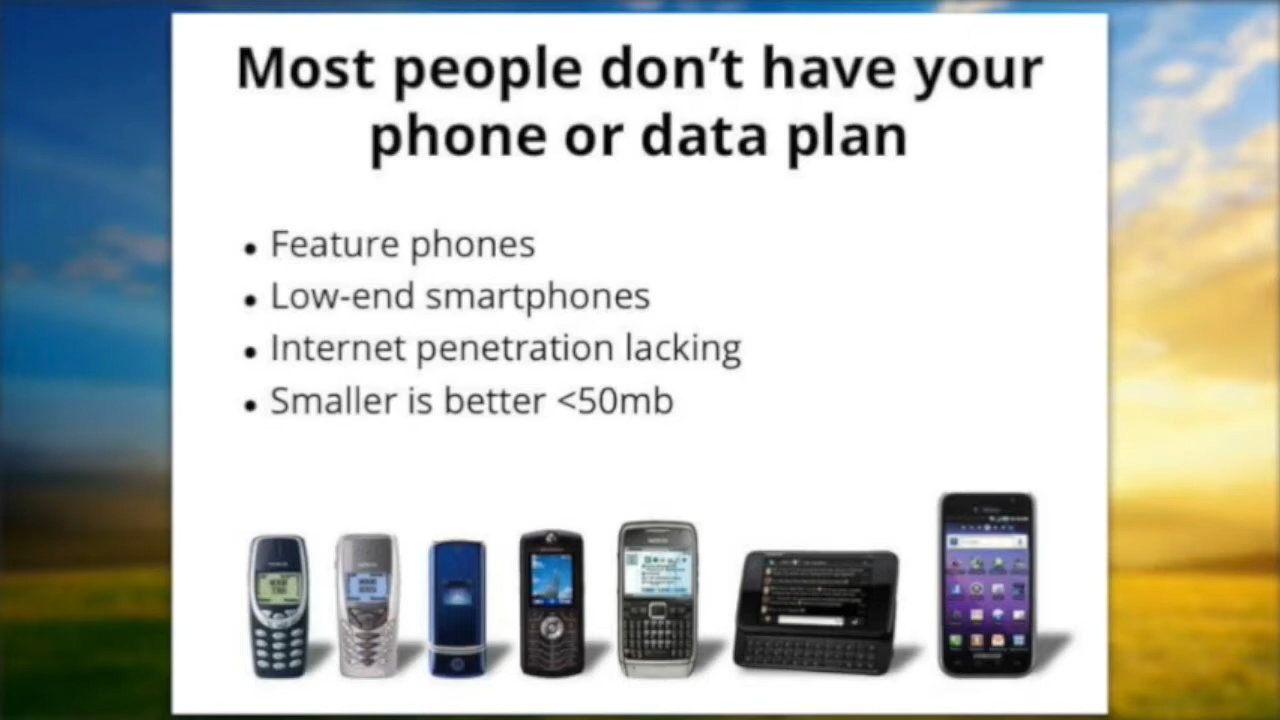 Most people don't have your
phone or data plan
• Feature phones
• Low-end smartphones
• Internet penetration lacking
• Smaller is better <50mb